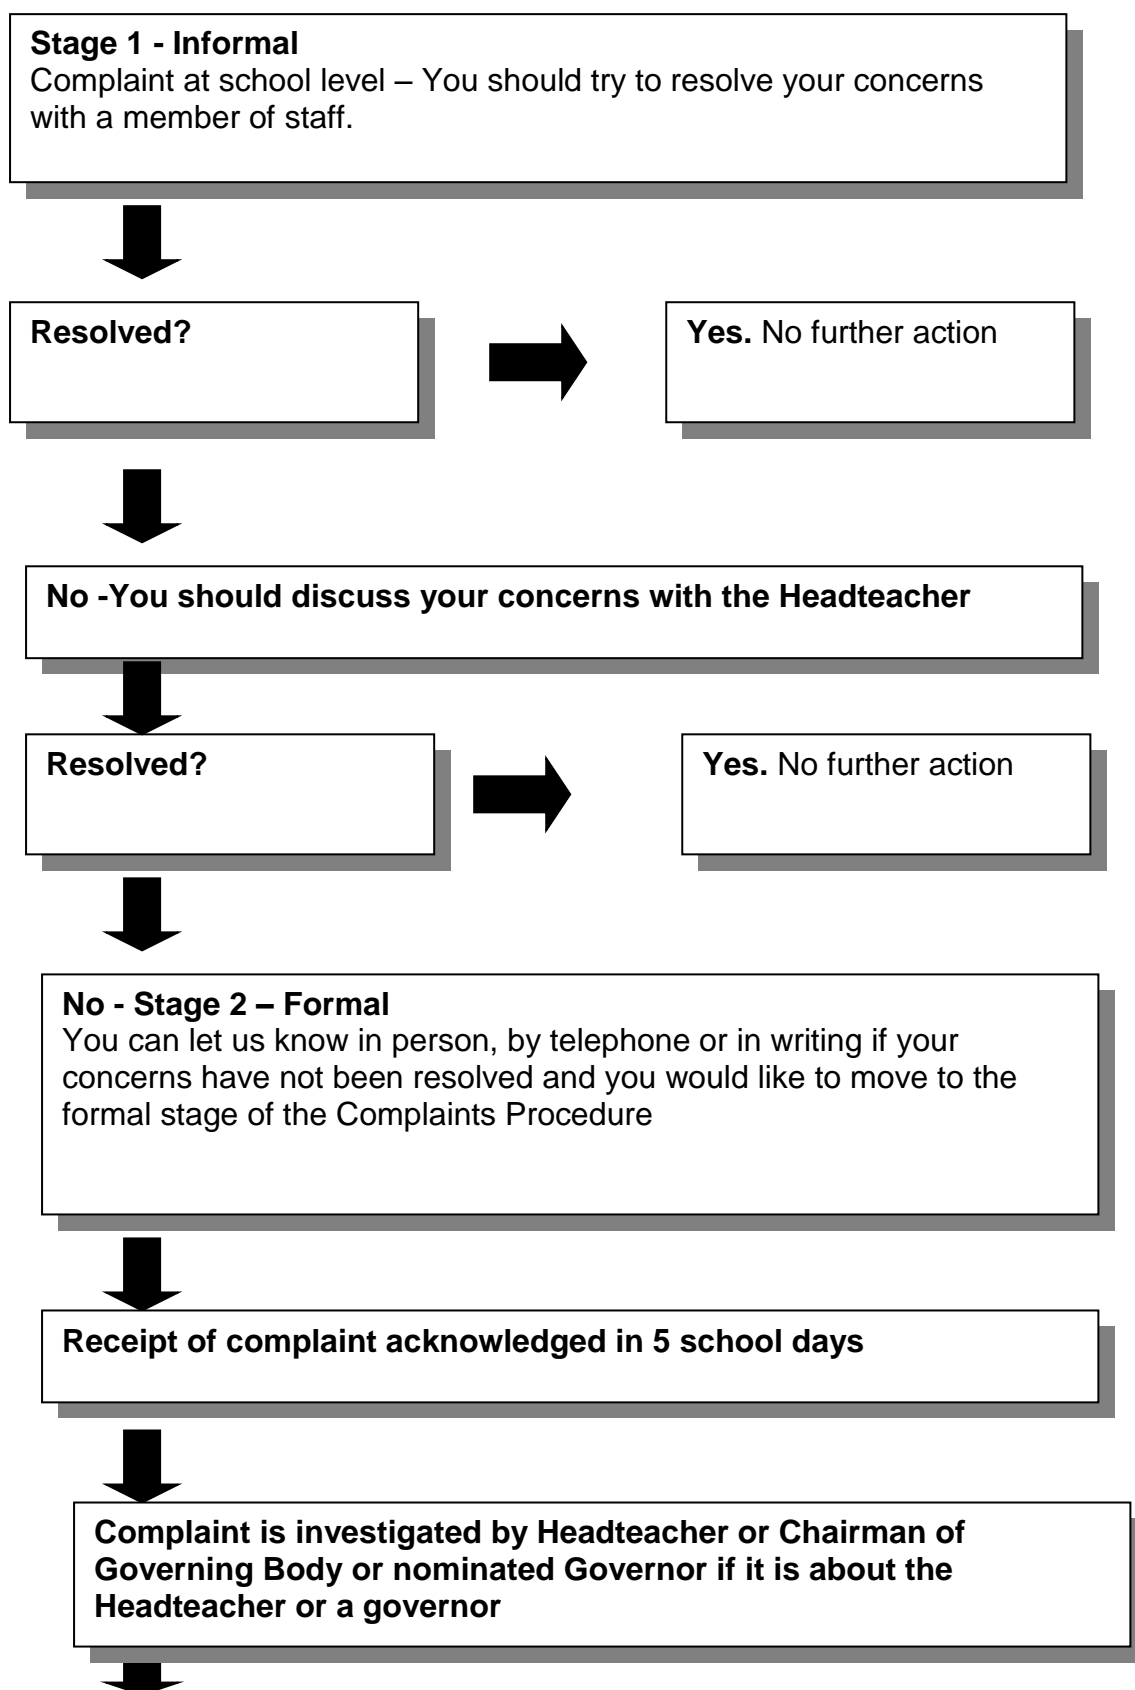 Stage 1 - Informal
Complaint at school level – You should try to resolve your concerns
with a member of staff.
Resolved?
Yes. No further action
No -You should discuss your concerns with the Headteacher
Resolved?
Yes. No further action
No - Stage 2 – Formal
You can let us know in person, by telephone or in writing if your
concerns have not been resolved and you would like to move to the
formal stage of the Complaints Procedure
Receipt of complaint acknowledged in 5 school days
Complaint is investigated by Headteacher or Chairman of
Governing Body or nominated Governor if it is about the
Headteacher or a governor